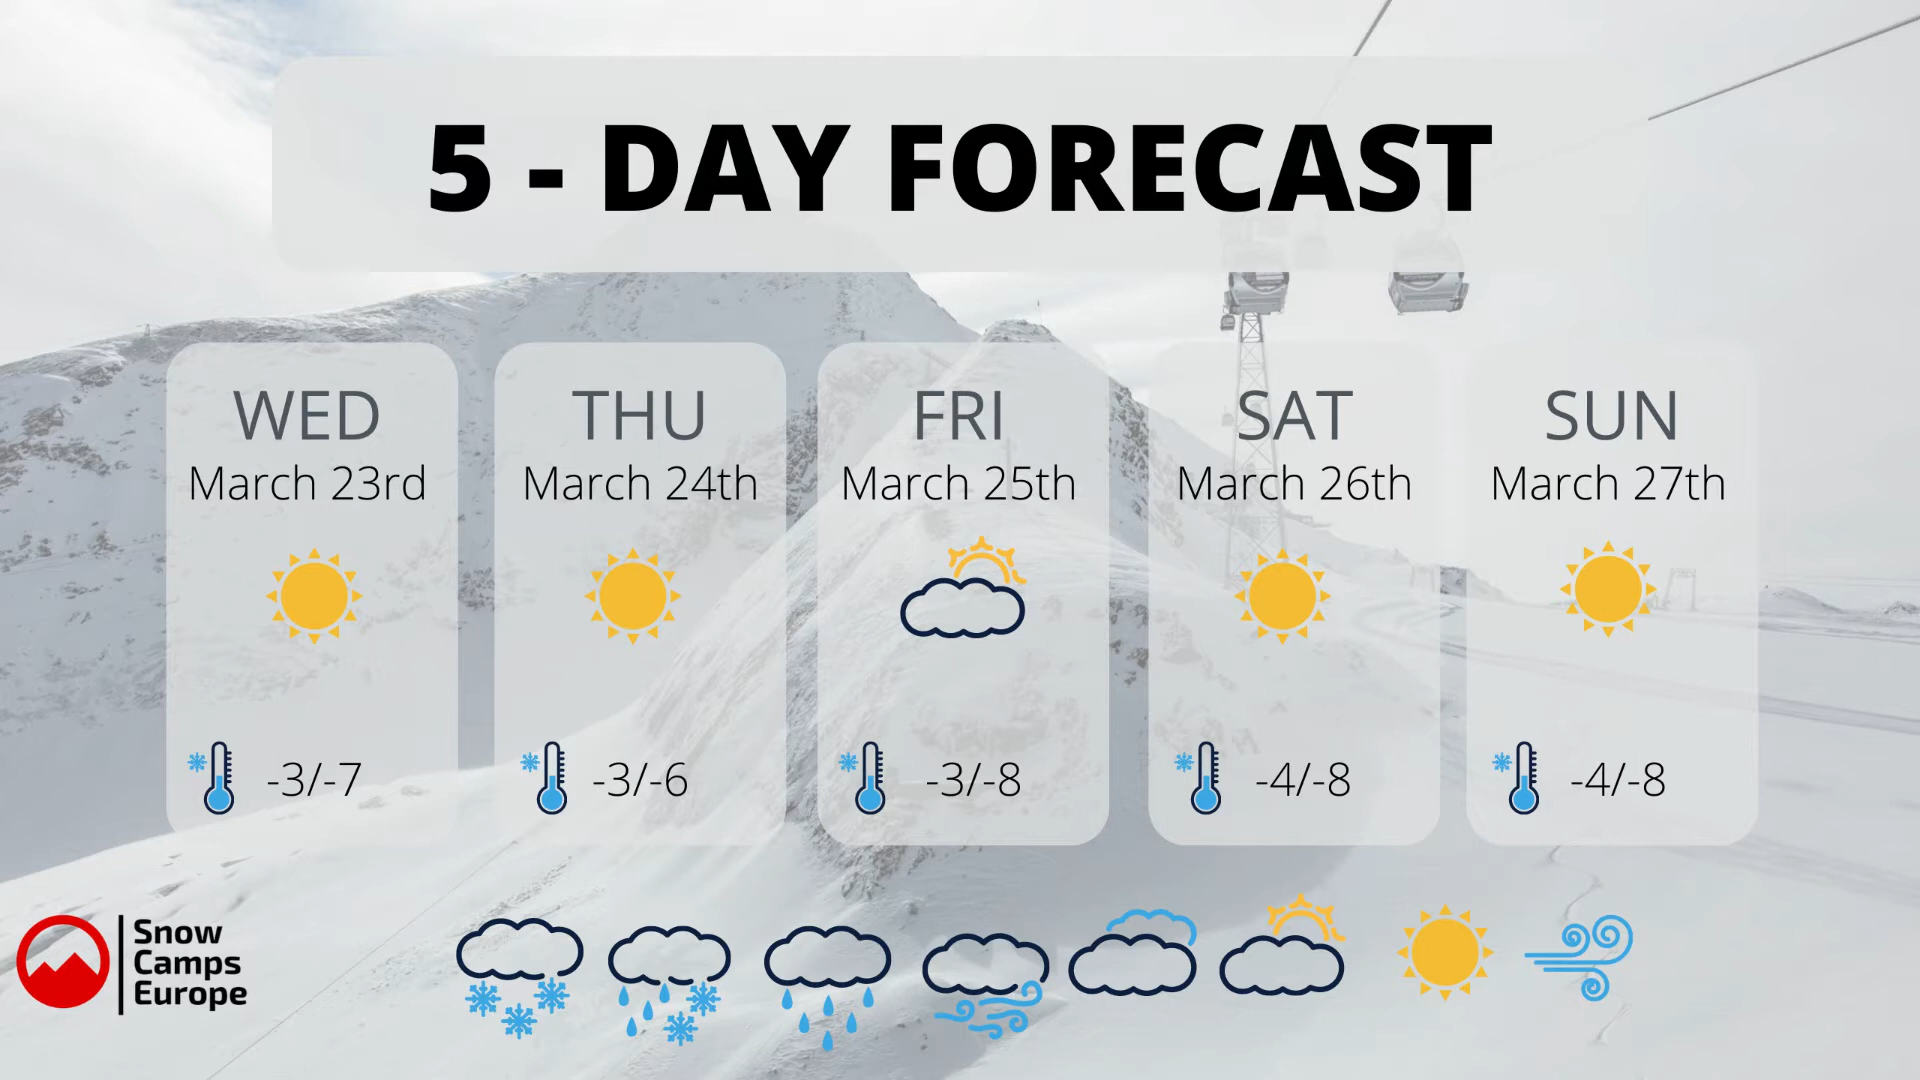 5 - DAY FORECAST
WED
March 23rd
-3/-7
THU
March 24th
-3/-6
FRI
March 25th
-3/-8
SAT
March 26th
-4/-8
SUN
March 27th
-4/-8
Snow
Camps
Europe